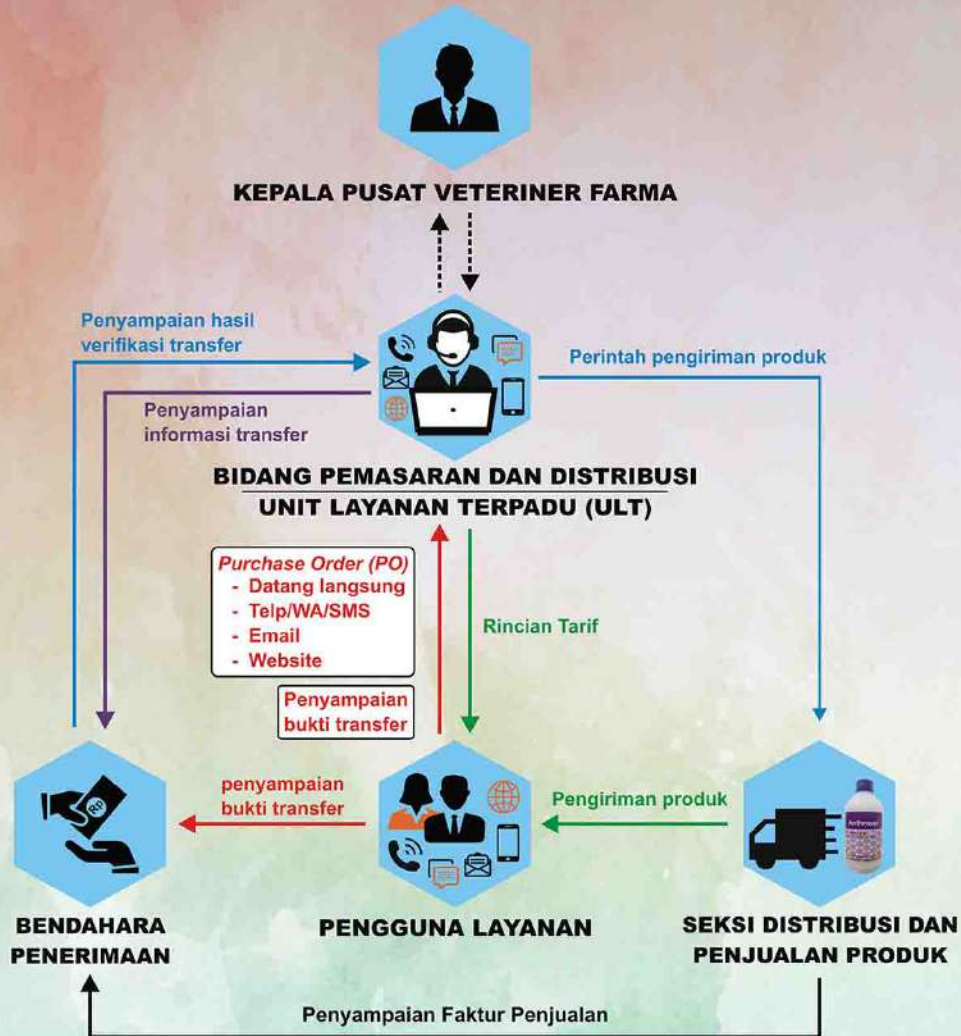 KEPALA PUSAT VETERINER FARMA
Penyampaian hasil
verifikasi transfer
Perintah pengiriman produk
Penyampaian
informasi transfer
BIDANG PEMASARAN DAN DISTRIBUSI
UNIT LAYANAN TERPADU (ULT)
Purchase Order (PO)
- Datang langsung
- Telp/WA/SMS
- Email
- Website
Rincian Tarif
Penyampaian
bukti transfer
penyampaian
bukti transfer
Pengiriman produk
RP
BENDAHARA
PENERIMAAN
PENGGUNA LAYANAN
SEKSI DISTRIBUSI DAN
PENJUALAN PRODUK
Penyampaian Faktur Penjualan